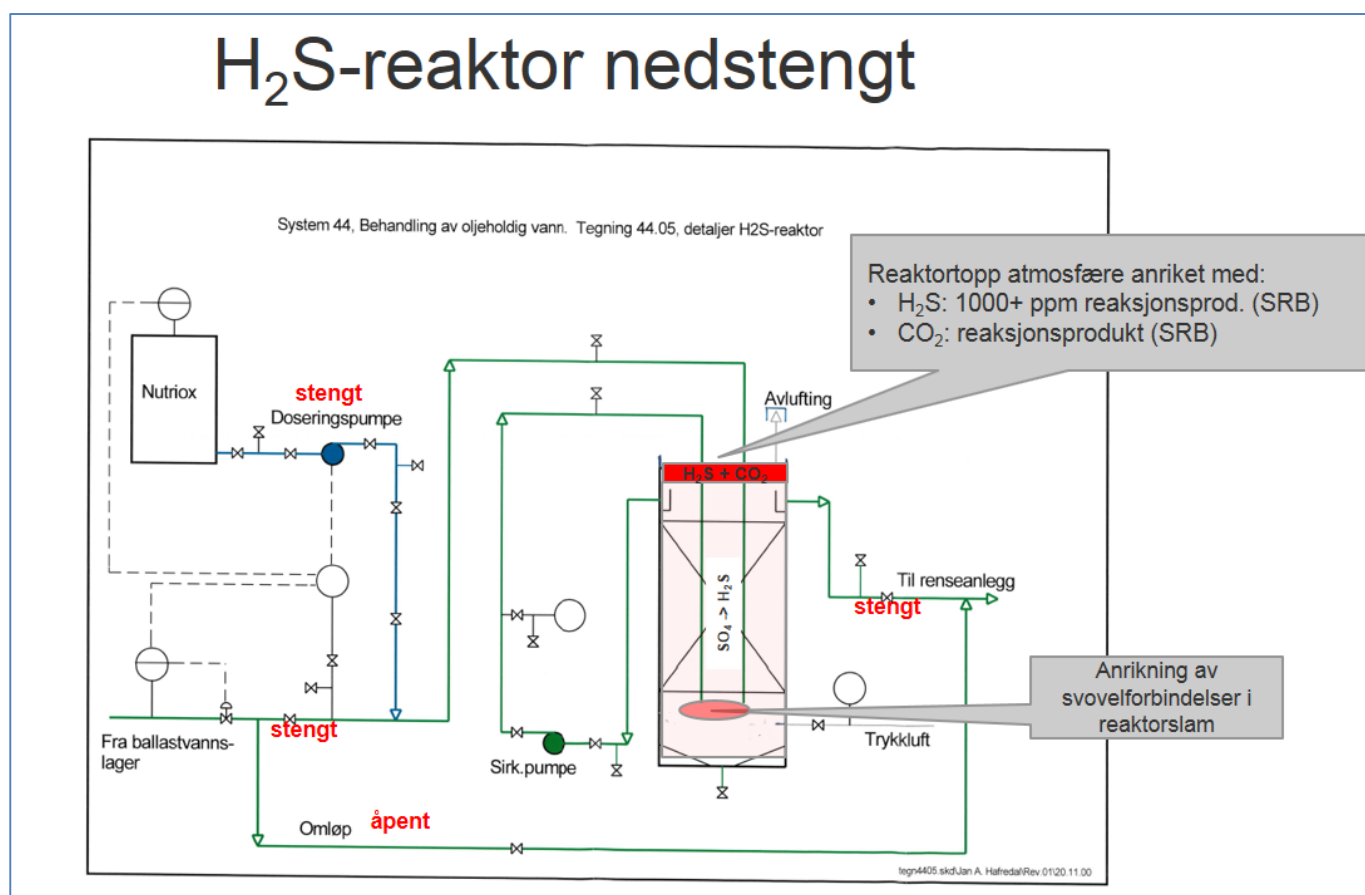 H₂S-reaktor nedstengt
System 44, Behandling av oljeholdig vann. Tegning 44.05, detaljer H2S-reaktor
Reaktortopp atmosfære anriket med:
• H₂S: 1000+ ppm reaksjonsprod. (SRB)
• CO₂: reaksjonsprodukt (SRB)
Nutriox
stengt
Doseringspumpe
Avlufting
H₂S + CO₂
SO₄ -> H₂S
Til renseanlegg
stengt
Anrikning av
svovelforbindelser i
reaktorslam
stengt
Fra ballastvanns-
lager
Sirk.pumpe
Trykkluft
Omløp
åpent
tegn4405.skd\Jan A. Hafredal\Rev.01\20.11.00